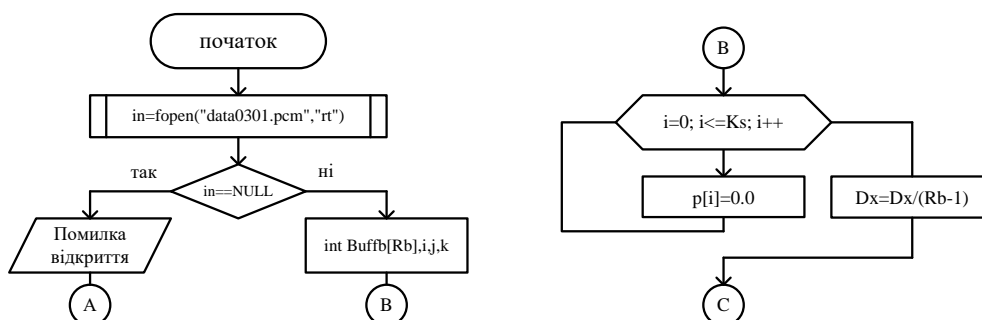 початок
in=fopen("data0301.pcm","rt")
так
in==NULL
ні
Помилка
відкриття
int Buffb[Rb],i,j,k
A
B
B
i=0; i<=Ks; i++
p[i]=0.0
Dx=Dx/(Rb-1)
C